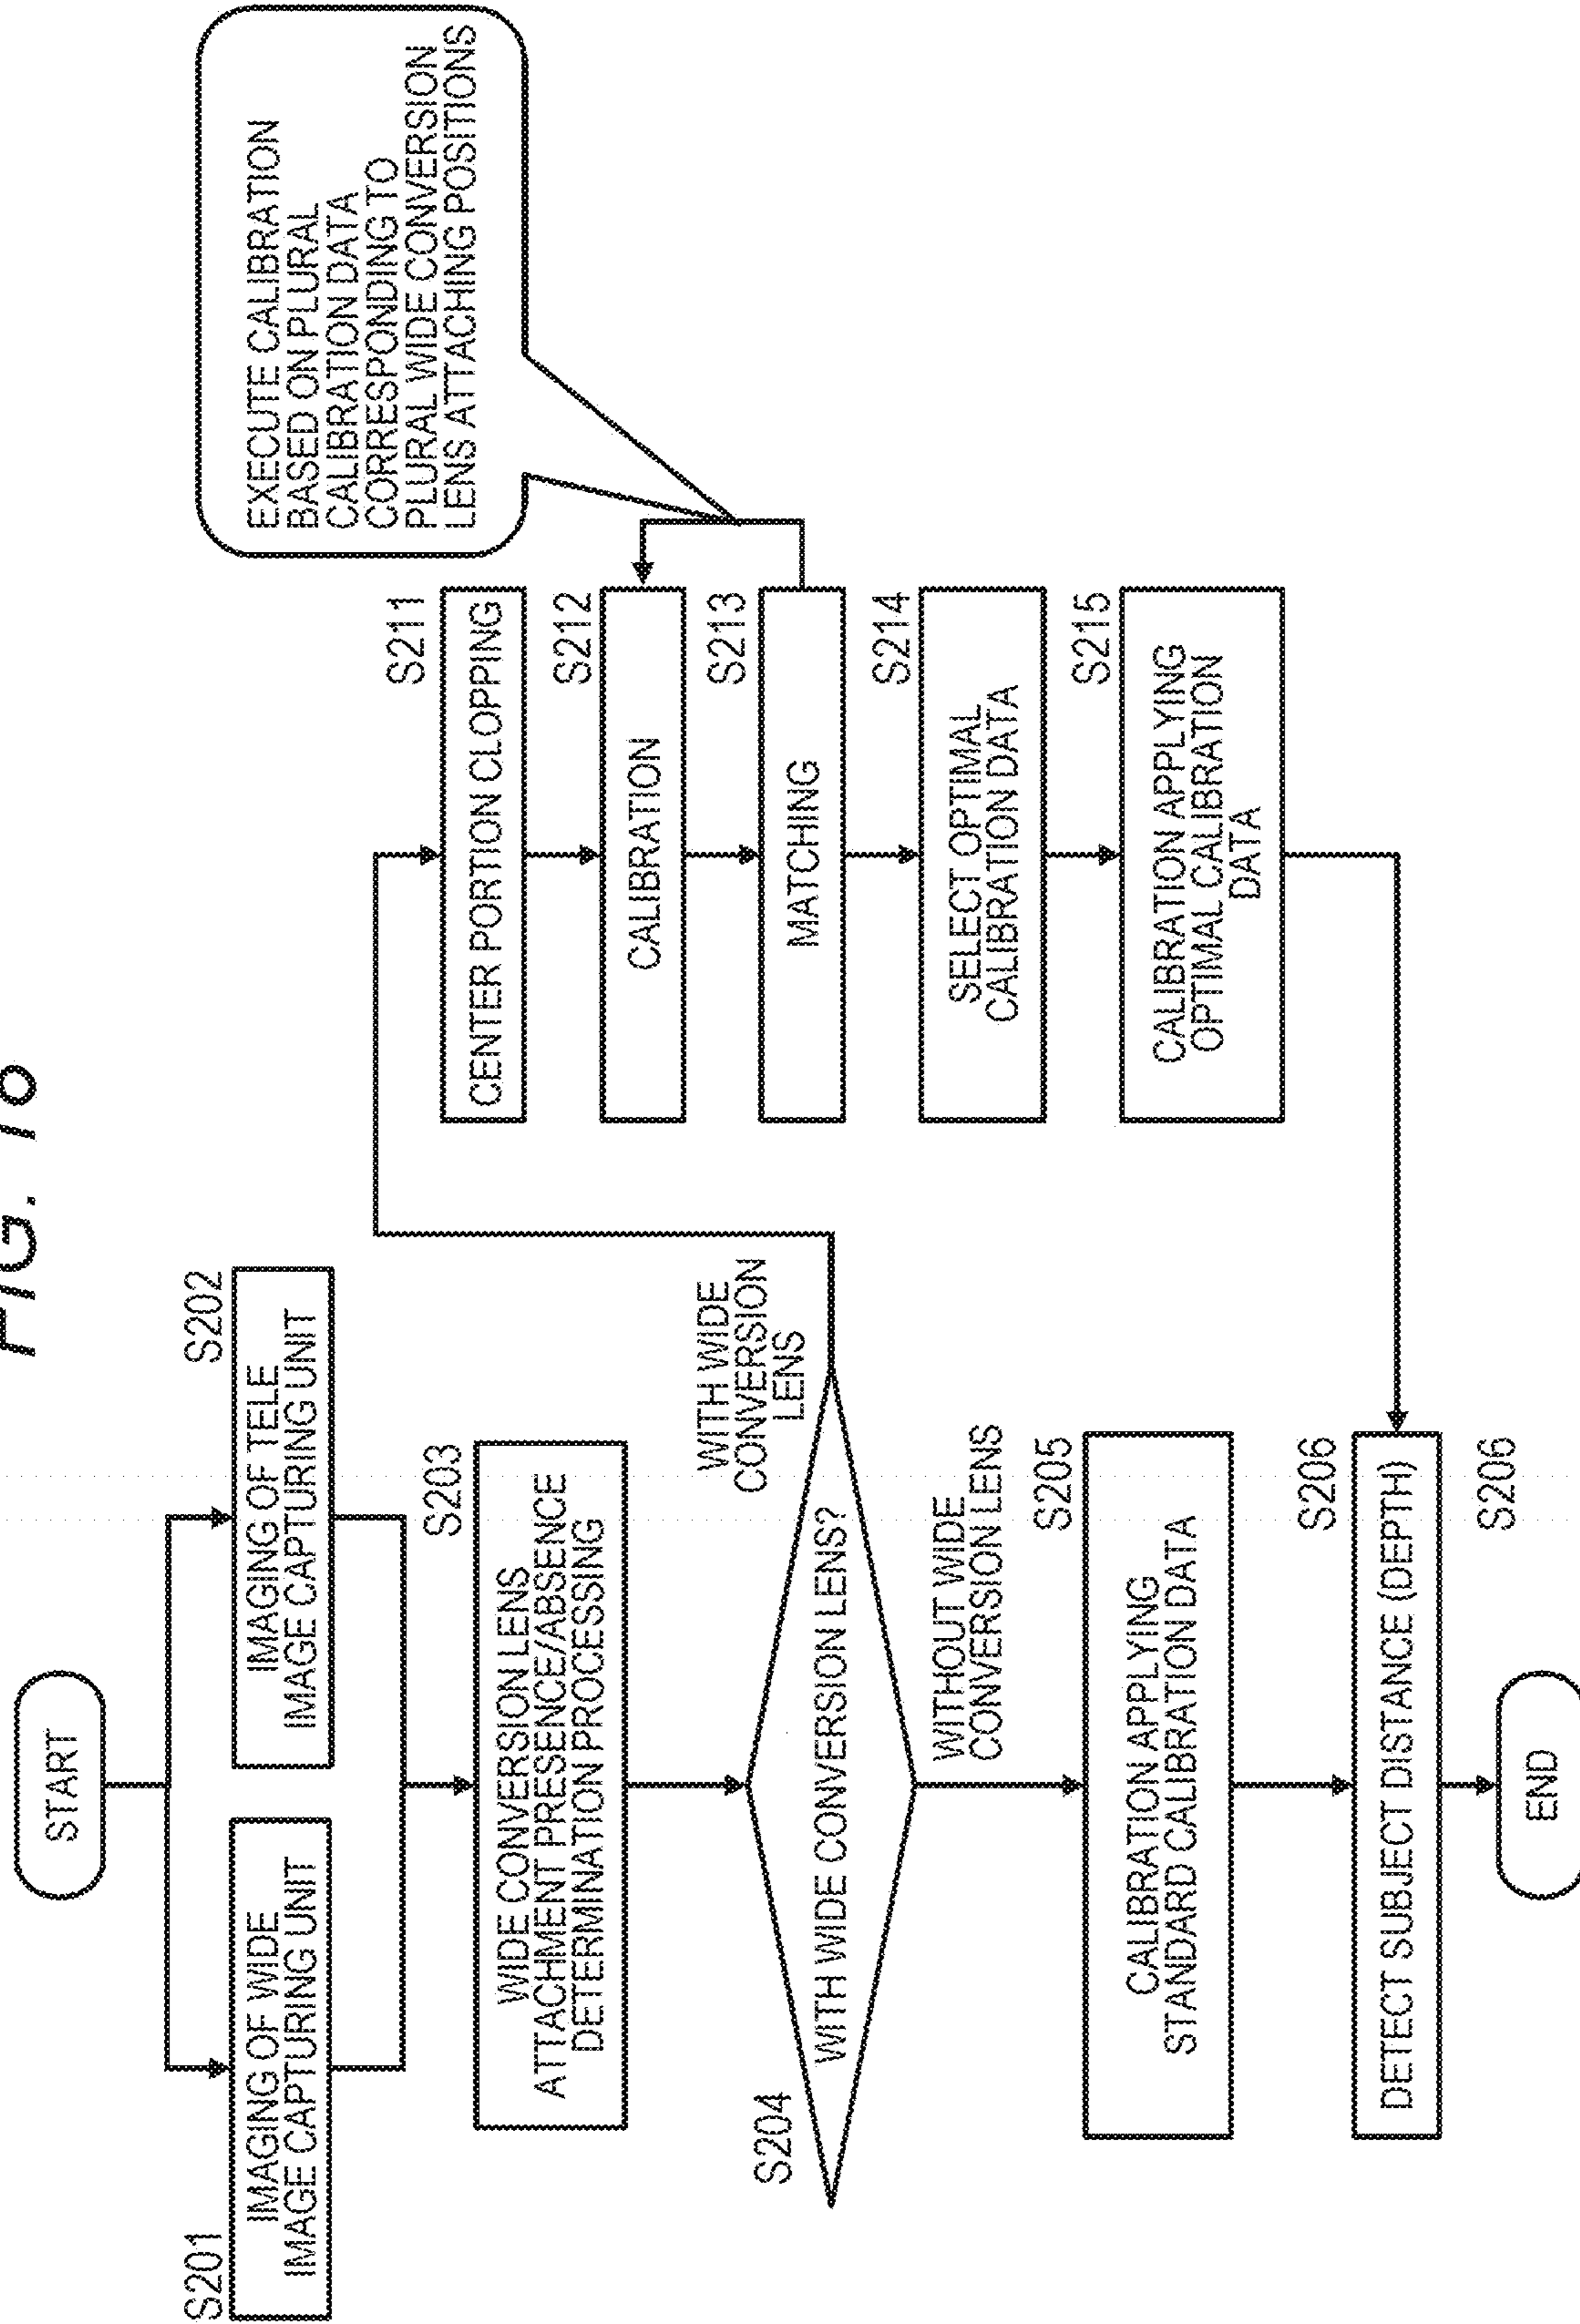 FIG. 18
START
S201
IMAGING OF WIDE
IMAGE CAPTURING UNIT
S202
IMAGING OF TELE
IMAGE CAPTURING UNIT
S203
WIDE CONVERSION LENS
ATTACHMENT PRESENCE/ABSENCE
DETERMINATION PROCESSING
S204
WITH WIDE CONVERSION LENS?
WITH WIDE
CONVERSION
LENS
WITHOUT WIDE
CONVERSION LENS
S205
CALIBRATION APPLYING
STANDARD CALIBRATION DATA
S206
DETECT SUBJECT DISTANCE (DEPTH)
S206
END
S211
CENTER PORTION CLOPPING
S212
CALIBRATION
S213
MATCHING
S214
SELECT OPTIMAL
CALIBRATION DATA
S215
CALIBRATION APPLYING
OPTIMAL CALIBRATION
DATA
EXECUTE CALIBRATION
BASED ON PLURAL
CALIBRATION DATA
CORRESPONDING TO
PLURAL WIDE CONVERSION
LENS ATTACHING POSITIONS